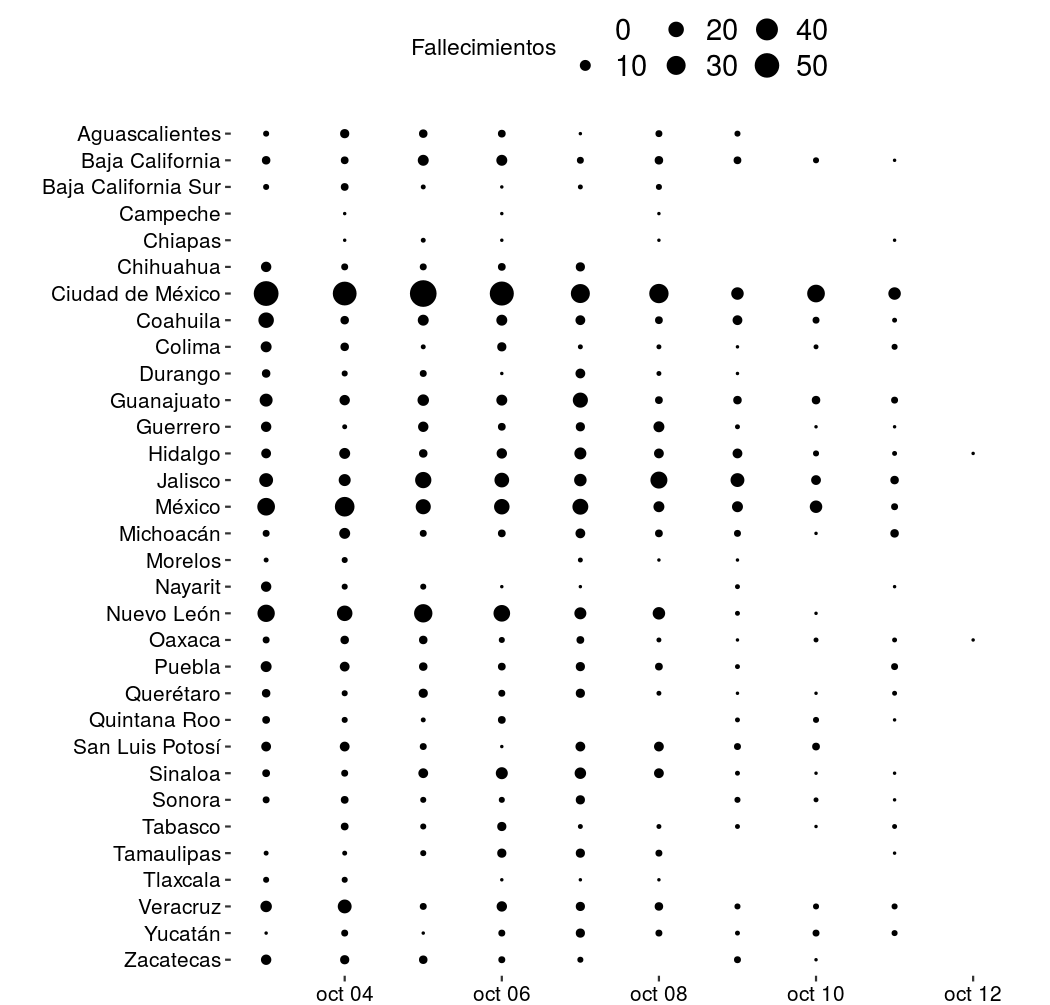 Fallecimientos
0 20 40
10 30 50
Aguascalientes
Baja California
Baja California Sur
Campeche
Chiapas
Chihuahua
Ciudad de México
Coahuila
Colima
Durango
Guanajuato
Guerrero
Hidalgo
Jalisco
México
Michoacán
Morelos
Nayarit
Nuevo León
Oaxaca
Puebla
Querétaro
Quintana Roo
San Luis Potosí
Sinaloa
Sonora
Tabasco
Tamaulipas
Tlaxcala
Veracruz
Yucatán
Zacatecas
oct 04 oct 06 oct 08 oct 10 oct 12